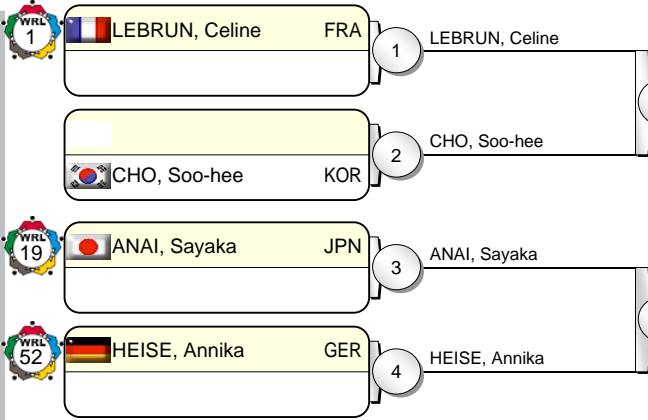 WRL
1
LEBRUN, Celine FRA
1
LEBRUN, Celine
CHO, Soo-hee KOR
2
CHO, Soo-hee
WRL
19
ANAI, Sayaka JPN
3
ANAI, Sayaka
WRL
52
HEISE, Annika GER
4
HEISE, Annika